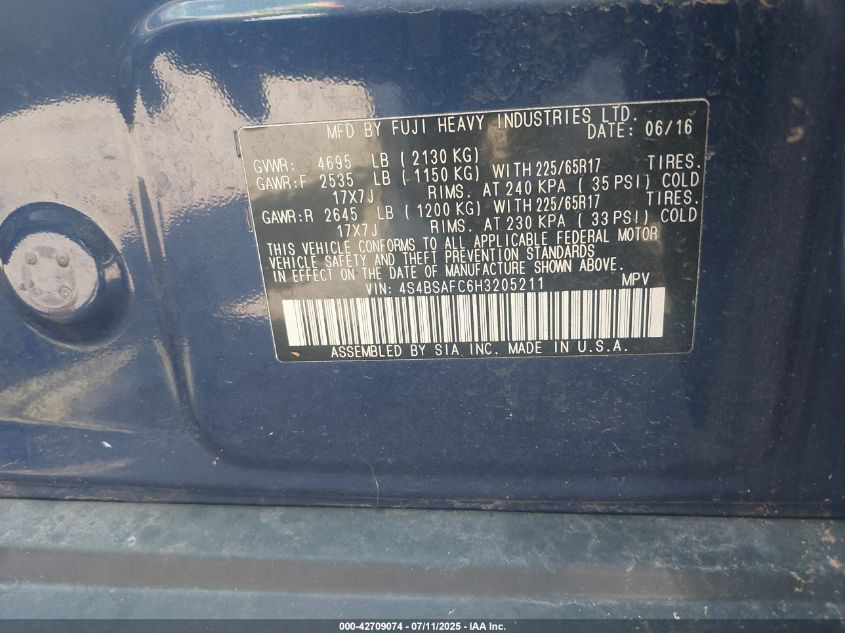 MFD BY FUJI HEAVY INDUSTRIES LTD.
DATE: 06/16
GVWR: 4695 LB ( 2130 KG)
GAWR:F 2535 LB ( 1150 KG) WITH 225/65R17 TIRES.
17X7J RIMS. AT 240 KPA ( 35 PSI) COLD
GAWR:R 2645 LB ( 1200 KG) WITH 225/65R17 TIRES.
17X7J RIMS. AT 230 KPA ( 33 PSI) COLD
THIS VEHICLE CONFORMS TO ALL APPLICABLE FEDERAL MOTOR
VEHICLE SAFETY AND THEFT PREVENTION STANDARDS
IN EFFECT ON THE DATE OF MANUFACTURE SHOWN ABOVE.
VIN: 4S4BSAFC6H3205211 MPV
ASSEMBLED BY SIA INC. MADE IN U.S.A.
000-42709074 - 07/11/2025 - IAA Inc.